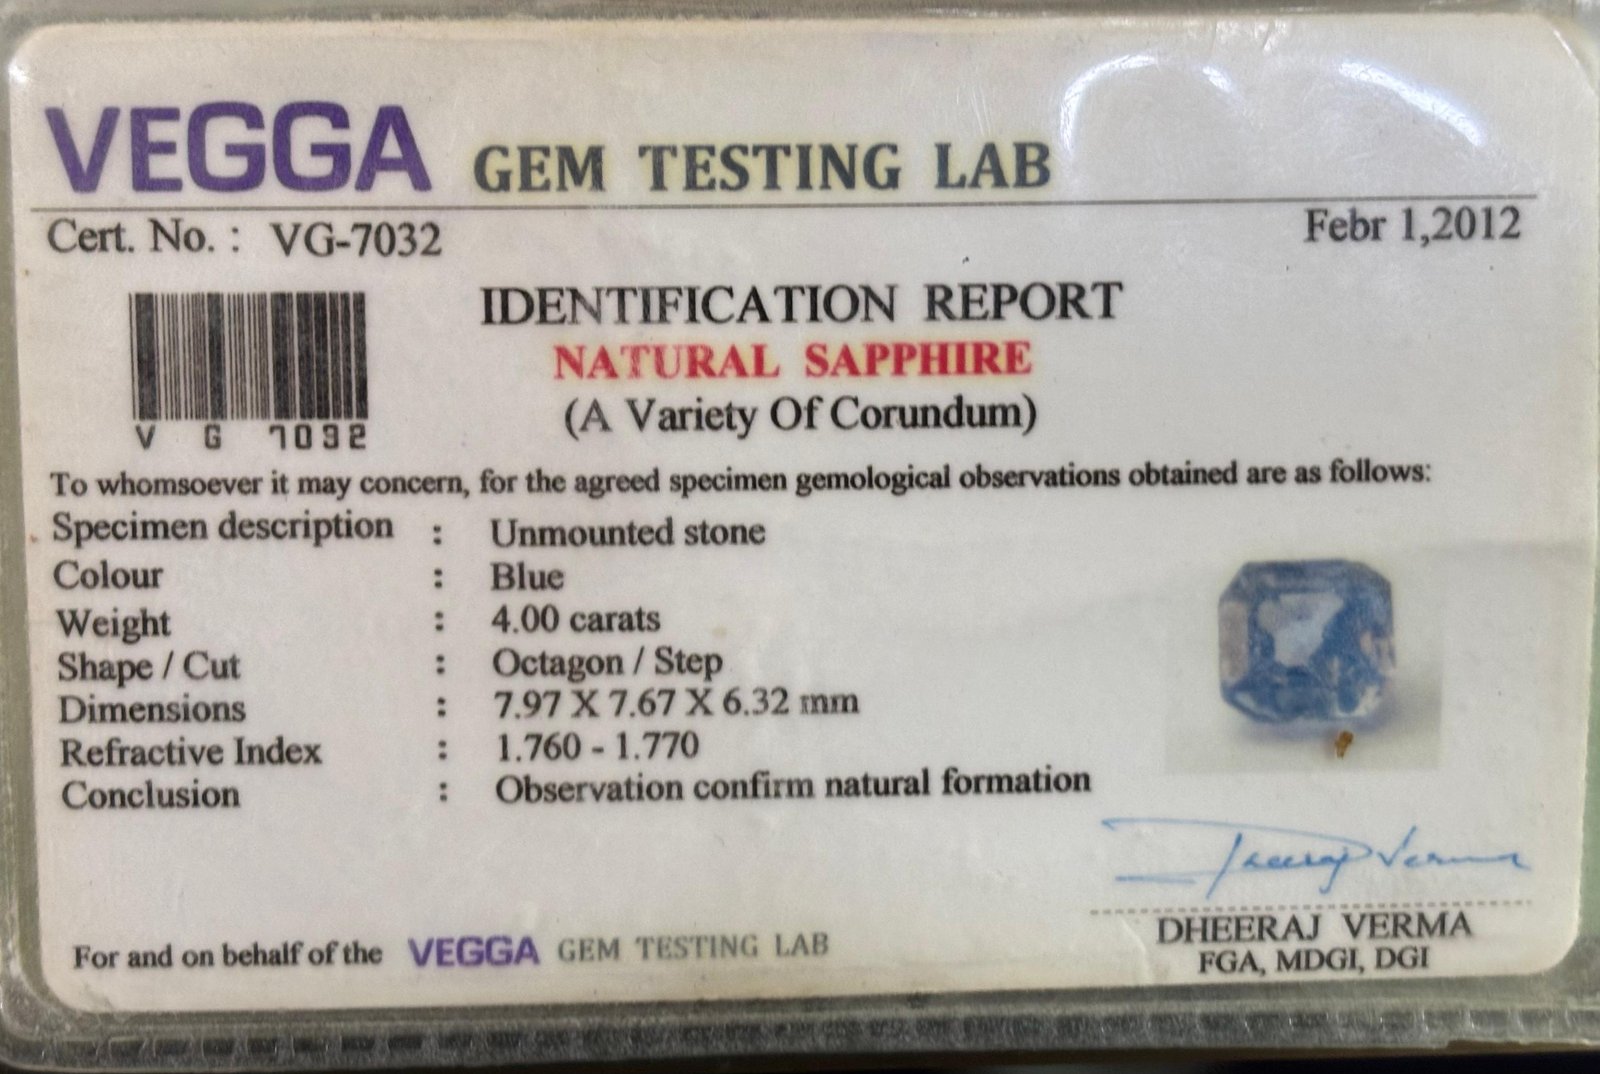 VEGGA GEM TESTING LAB
Cert. No. : VG-7032 Febr 1,2012
V G 7032
IDENTIFICATION REPORT
NATURAL SAPPHIRE
(A Variety Of Corundum)
To whomsoever it may concern, for the agreed specimen gemological observations obtained are as follows:
Specimen description : Unmounted stone
Colour : Blue
Weight : 4.00 carats
Shape / Cut : Octagon / Step
Dimensions : 7.97 X 7.67 X 6.32 mm
Refractive Index : 1.760 - 1.770
Conclusion : Observation confirm natural formation
Dheeraj Verma
DHEERAJ VERMA
FGA, MDGI, DGI
For and on behalf of the VEGGA GEM TESTING LAB